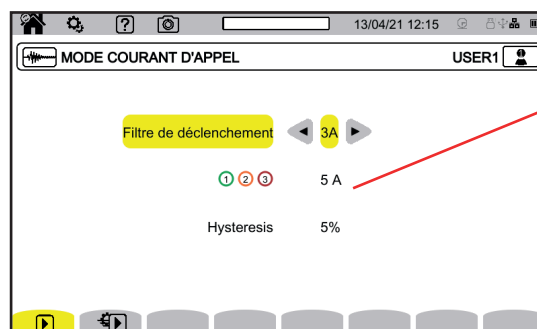 ? 13/04/21 12:15
MODE COURANT D'APPEL USER1
Filtre de déclenchement ◄ 3A ►
1 2 3 5 A
Hysteresis 5%